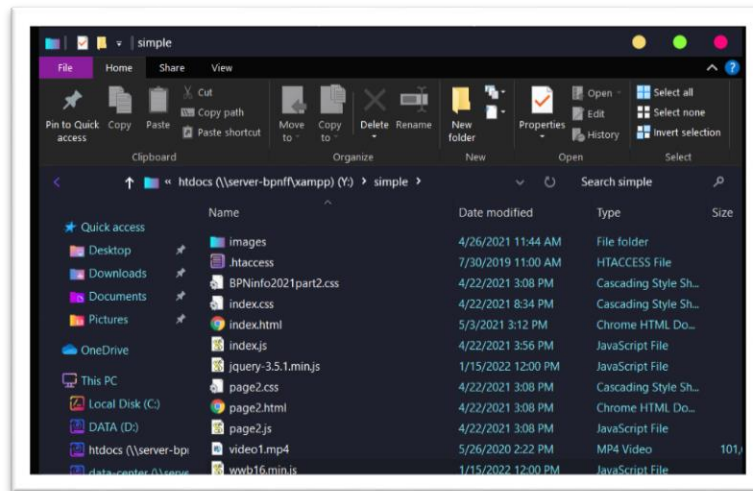 simple
File Home Share View
Pin to Quick access
Copy
Paste
Cut
Copy path
Paste shortcut
Clipboard
Move to
Copy to
Delete
Rename
Organize
New folder
New
Properties
Open
Edit
History
Open
Select all
Select none
Invert selection
Select
« htdocs (\\server-bpnff\xampp) (Y:) > simple >
Search simple
Name Date modified Type Size
Quick access
Desktop
Downloads
Documents
Pictures
OneDrive
This PC
Local Disk (C:)
DATA (D:)
htdocs (\\server-bpn
data-center (\\serve
images 4/26/2021 11:44 AM File folder
.htaccess 7/30/2019 11:00 AM HTACCESS File
BPNinfo2021part2.css 4/22/2021 3:08 PM Cascading Style Sh...
index.css 4/22/2021 8:34 PM Cascading Style Sh...
index.html 5/3/2021 3:12 PM Chrome HTML Do...
index.js 4/22/2021 3:56 PM JavaScript File
jquery-3.5.1.min.js 1/15/2022 12:00 PM JavaScript File
page2.css 4/22/2021 3:08 PM Cascading Style Sh...
page2.html 4/22/2021 3:08 PM Chrome HTML Do...
page2.js 4/22/2021 3:08 PM JavaScript File
video1.mp4 5/26/2020 2:22 PM MP4 Video 101,
wwb16.min.js 1/15/2022 12:00 PM JavaScript File